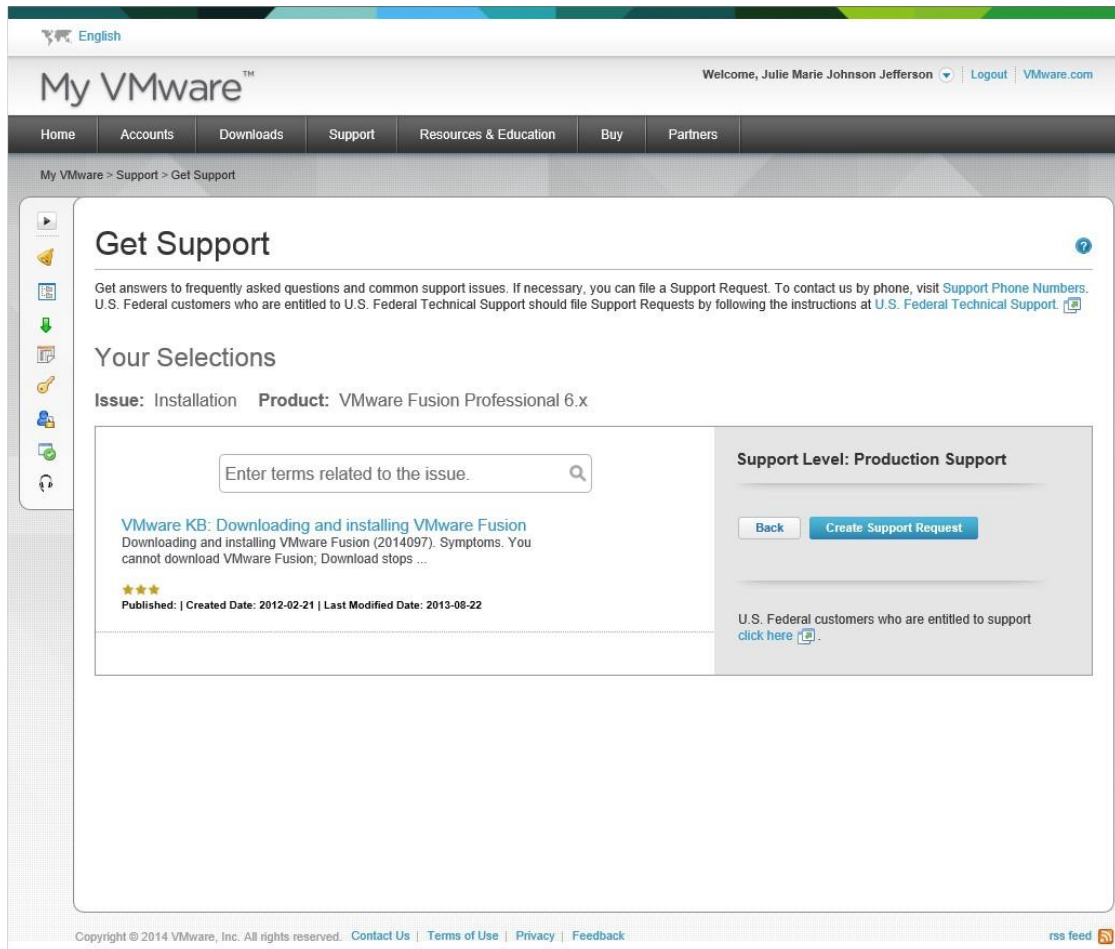 English
My VMware™
Welcome, Julie Marie Johnson Jefferson
Logout
VMware.com
Home
Accounts
Downloads
Support
Resources & Education
Buy
Partners
My VMware > Support > Get Support
Get Support
?
Get answers to frequently asked questions and common support issues. If necessary, you can file a Support Request. To contact us by phone, visit Support Phone Numbers.
U.S. Federal customers who are entitled to U.S. Federal Technical Support should file Support Requests by following the instructions at U.S. Federal Technical Support.
Your Selections
Issue: Installation Product: VMware Fusion Professional 6.x
Enter terms related to the issue.
VMware KB: Downloading and installing VMware Fusion
Downloading and installing VMware Fusion (2014097). Symptoms. You
cannot download VMware Fusion; Download stops ...
Published: | Created Date: 2012-02-21 | Last Modified Date: 2013-08-22
Support Level: Production Support
Back
Create Support Request
U.S. Federal customers who are entitled to support
click here .
Copyright © 2014 VMware, Inc. All rights reserved. Contact Us | Terms of Use | Privacy | Feedback
rss feed